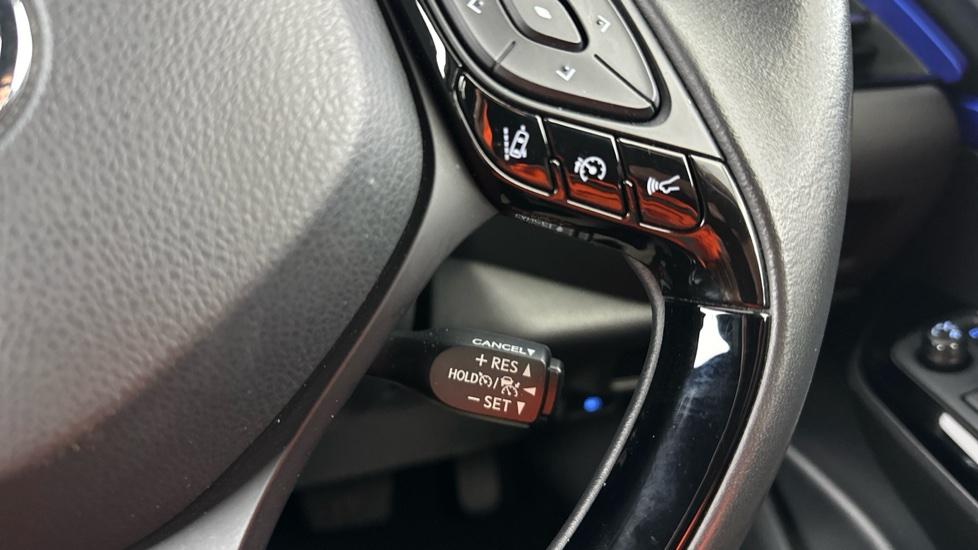 CANCEL▼
+ RES ▲
HOLD / ◄
− SET ▼